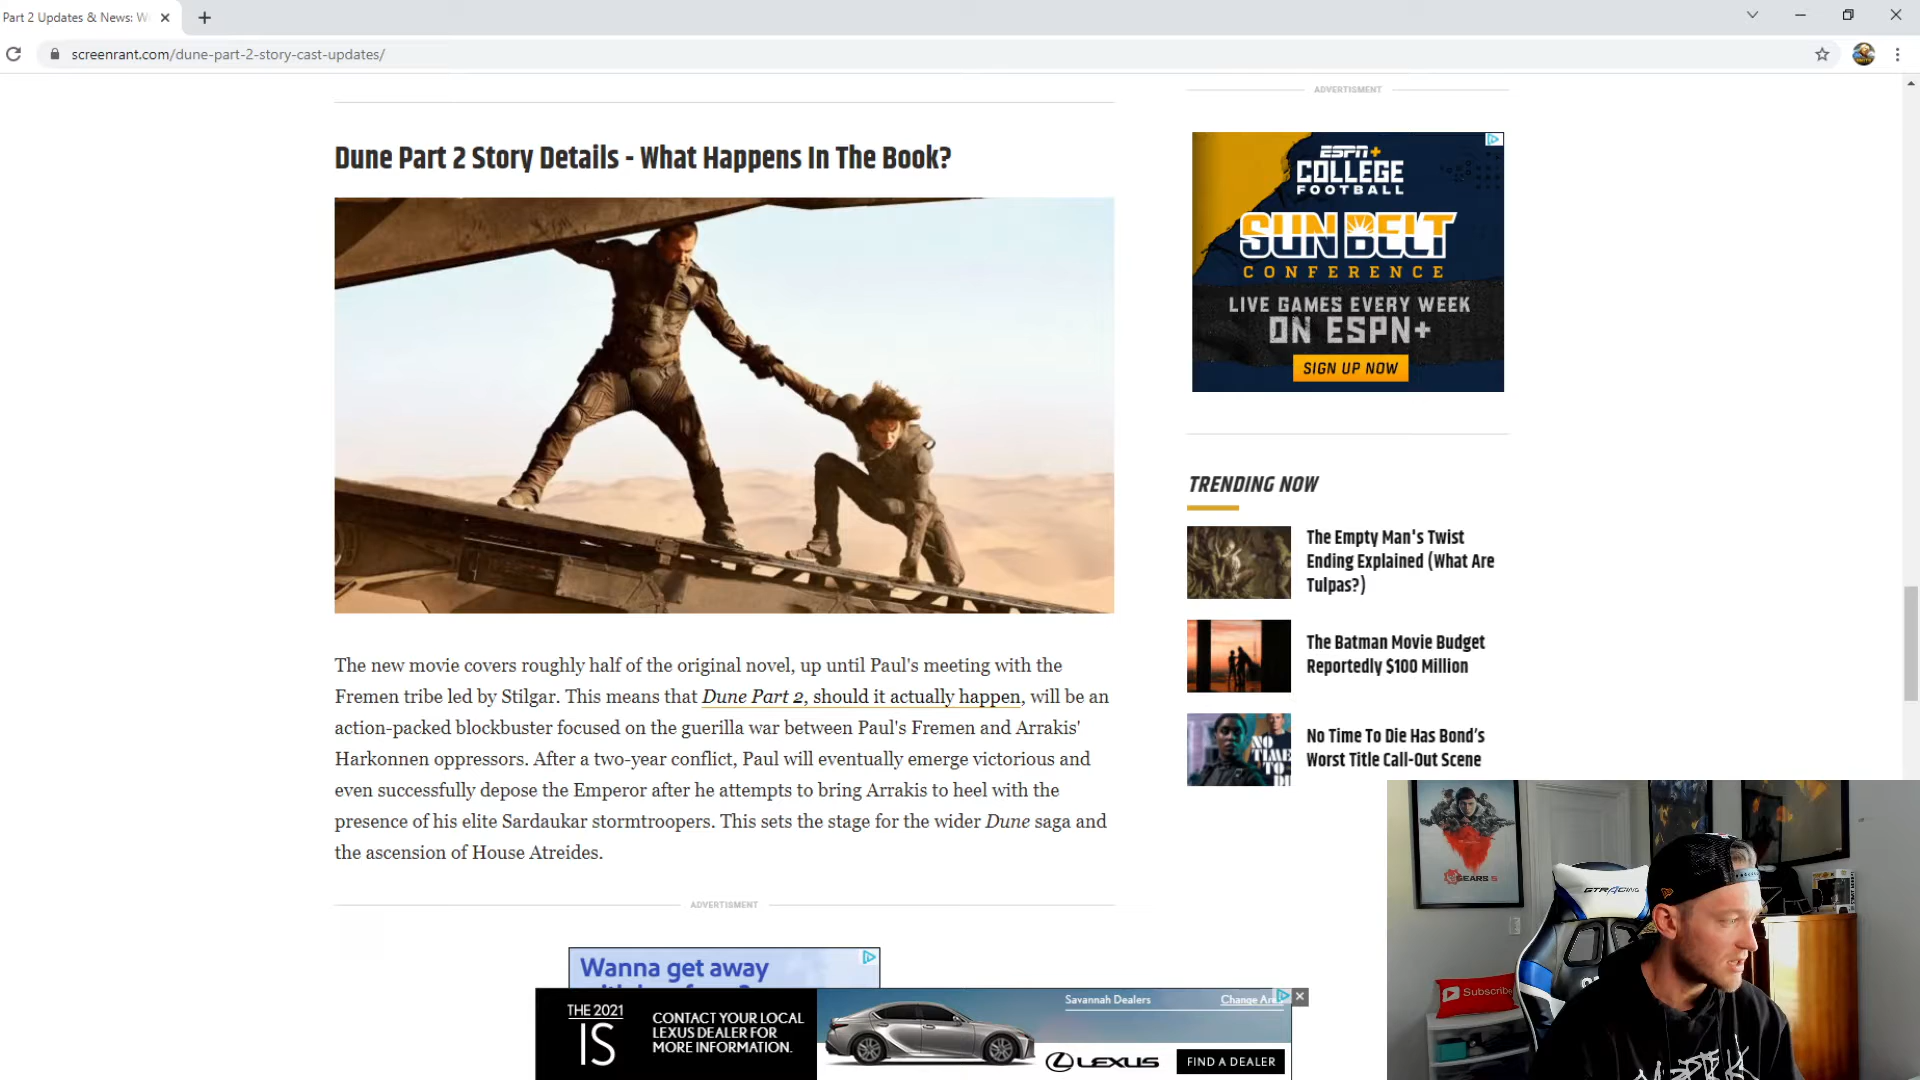 Part 2 Updates & News: W
screenrant.com/dune-part-2-story-cast-updates/
ADVERTISMENT
Dune Part 2 Story Details - What Happens In The Book?
ESPN+
COLLEGE
FOOTBALL
SUN BELT
CONFERENCE
LIVE GAMES EVERY WEEK
ON ESPN+
SIGN UP NOW
TRENDING NOW
The Empty Man's Twist
Ending Explained (What Are
Tulpas?)
The Batman Movie Budget
Reportedly $100 Million
NO
TIME
TO
No Time To Die Has Bond's
Worst Title Call-Out Scene
The new movie covers roughly half of the original novel, up until Paul's meeting with the
Fremen tribe led by Stilgar. This means that Dune Part 2, should it actually happen, will be an
action-packed blockbuster focused on the guerilla war between Paul's Fremen and Arrakis'
Harkonnen oppressors. After a two-year conflict, Paul will eventually emerge victorious and
even successfully depose the Emperor after he attempts to bring Arrakis to heel with the
presence of his elite Sardaukar stormtroopers. This sets the stage for the wider Dune saga and
the ascension of House Atreides.
ADVERTISMENT
Wanna get away
THE 2021
IS
CONTACT YOUR LOCAL
LEXUS DEALER FOR
MORE INFORMATION.
Savannah Dealers
Change Are
LEXUS
FIND A DEALER
GEARS 5
GTRACING
Subscribe